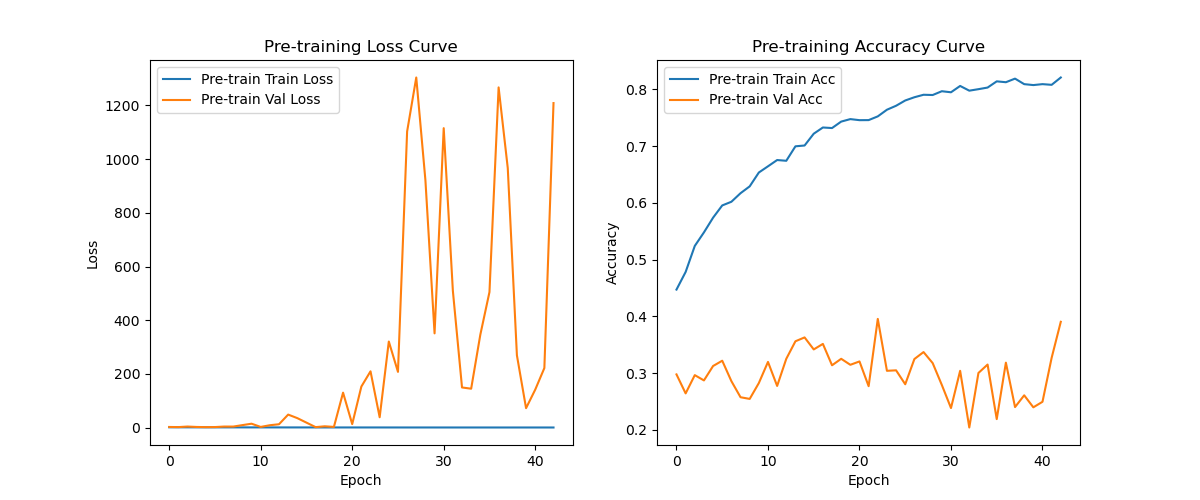 Pre-training Loss Curve
Pre-train Train Loss
Pre-train Val Loss
1200
1000
800
600
400
200
0
Loss
0 10 20 30 40
Epoch
Pre-training Accuracy Curve
Pre-train Train Acc
Pre-train Val Acc
0.8
0.7
0.6
0.5
0.4
0.3
0.2
Accuracy
0 10 20 30 40
Epoch